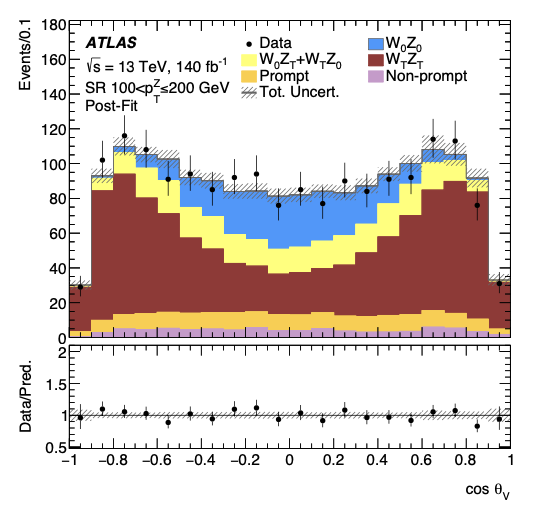 Events/0.1
180
160
140
120
100
80
60
40
20
0
ATLAS
√s = 13 TeV, 140 fb⁻¹
SR 100<p_T^Z≤200 GeV
Post-Fit
Data W₀Z₀
W₀Z_T+W_TZ₀ W_TZ_T
Prompt Non-prompt
Tot. Uncert.
Data/Pred.
2
1.5
1
0.5
−1 −0.8 −0.6 −0.4 −0.2 0 0.2 0.4 0.6 0.8 1
cos θ_V